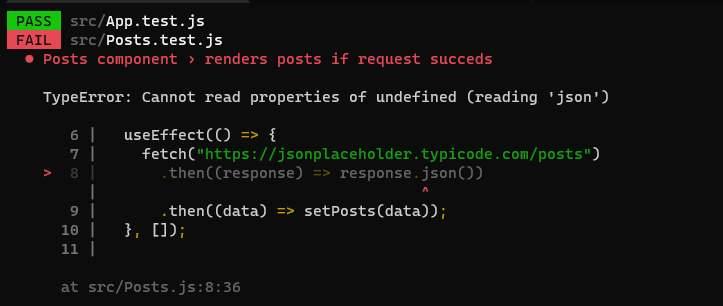 PASS src/App.test.js
FAIL src/Posts.test.js
● Posts component › renders posts if request succeds
TypeError: Cannot read properties of undefined (reading 'json')
6 | useEffect(() => {
7 | fetch("https://jsonplaceholder.typicode.com/posts")
> 8 | .then((response) => response.json())
| ^
9 | .then((data) => setPosts(data));
10 | }, []);
11 |
at src/Posts.js:8:36